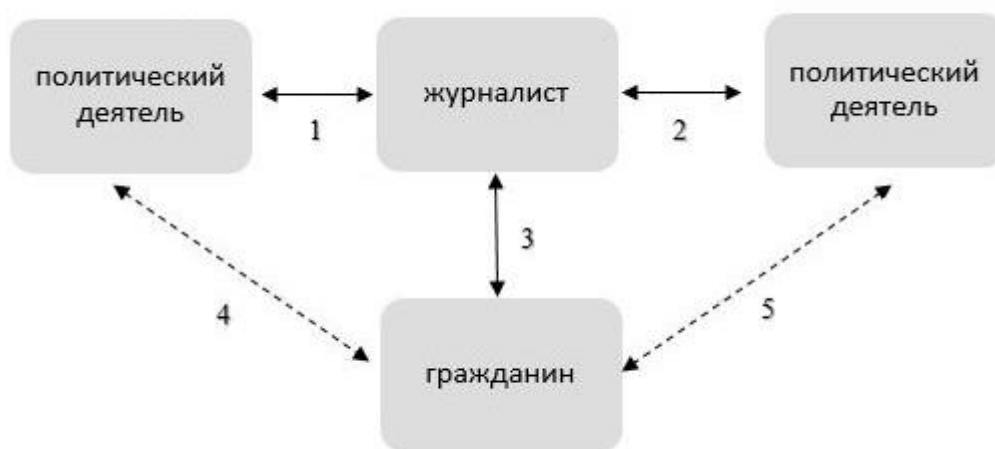 политический
деятель
журналист
политический
деятель
1
2
3
4
5
гражданин